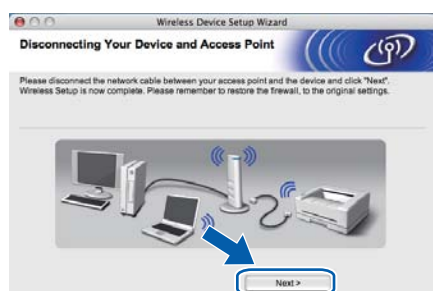 Wireless Device Setup Wizard
Disconnecting Your Device and Access Point
Please disconnect the network cable between your access point and the device and click "Next".
Wireless Setup is now complete. Please remember to restore the firewall, to the original settings.
Next >